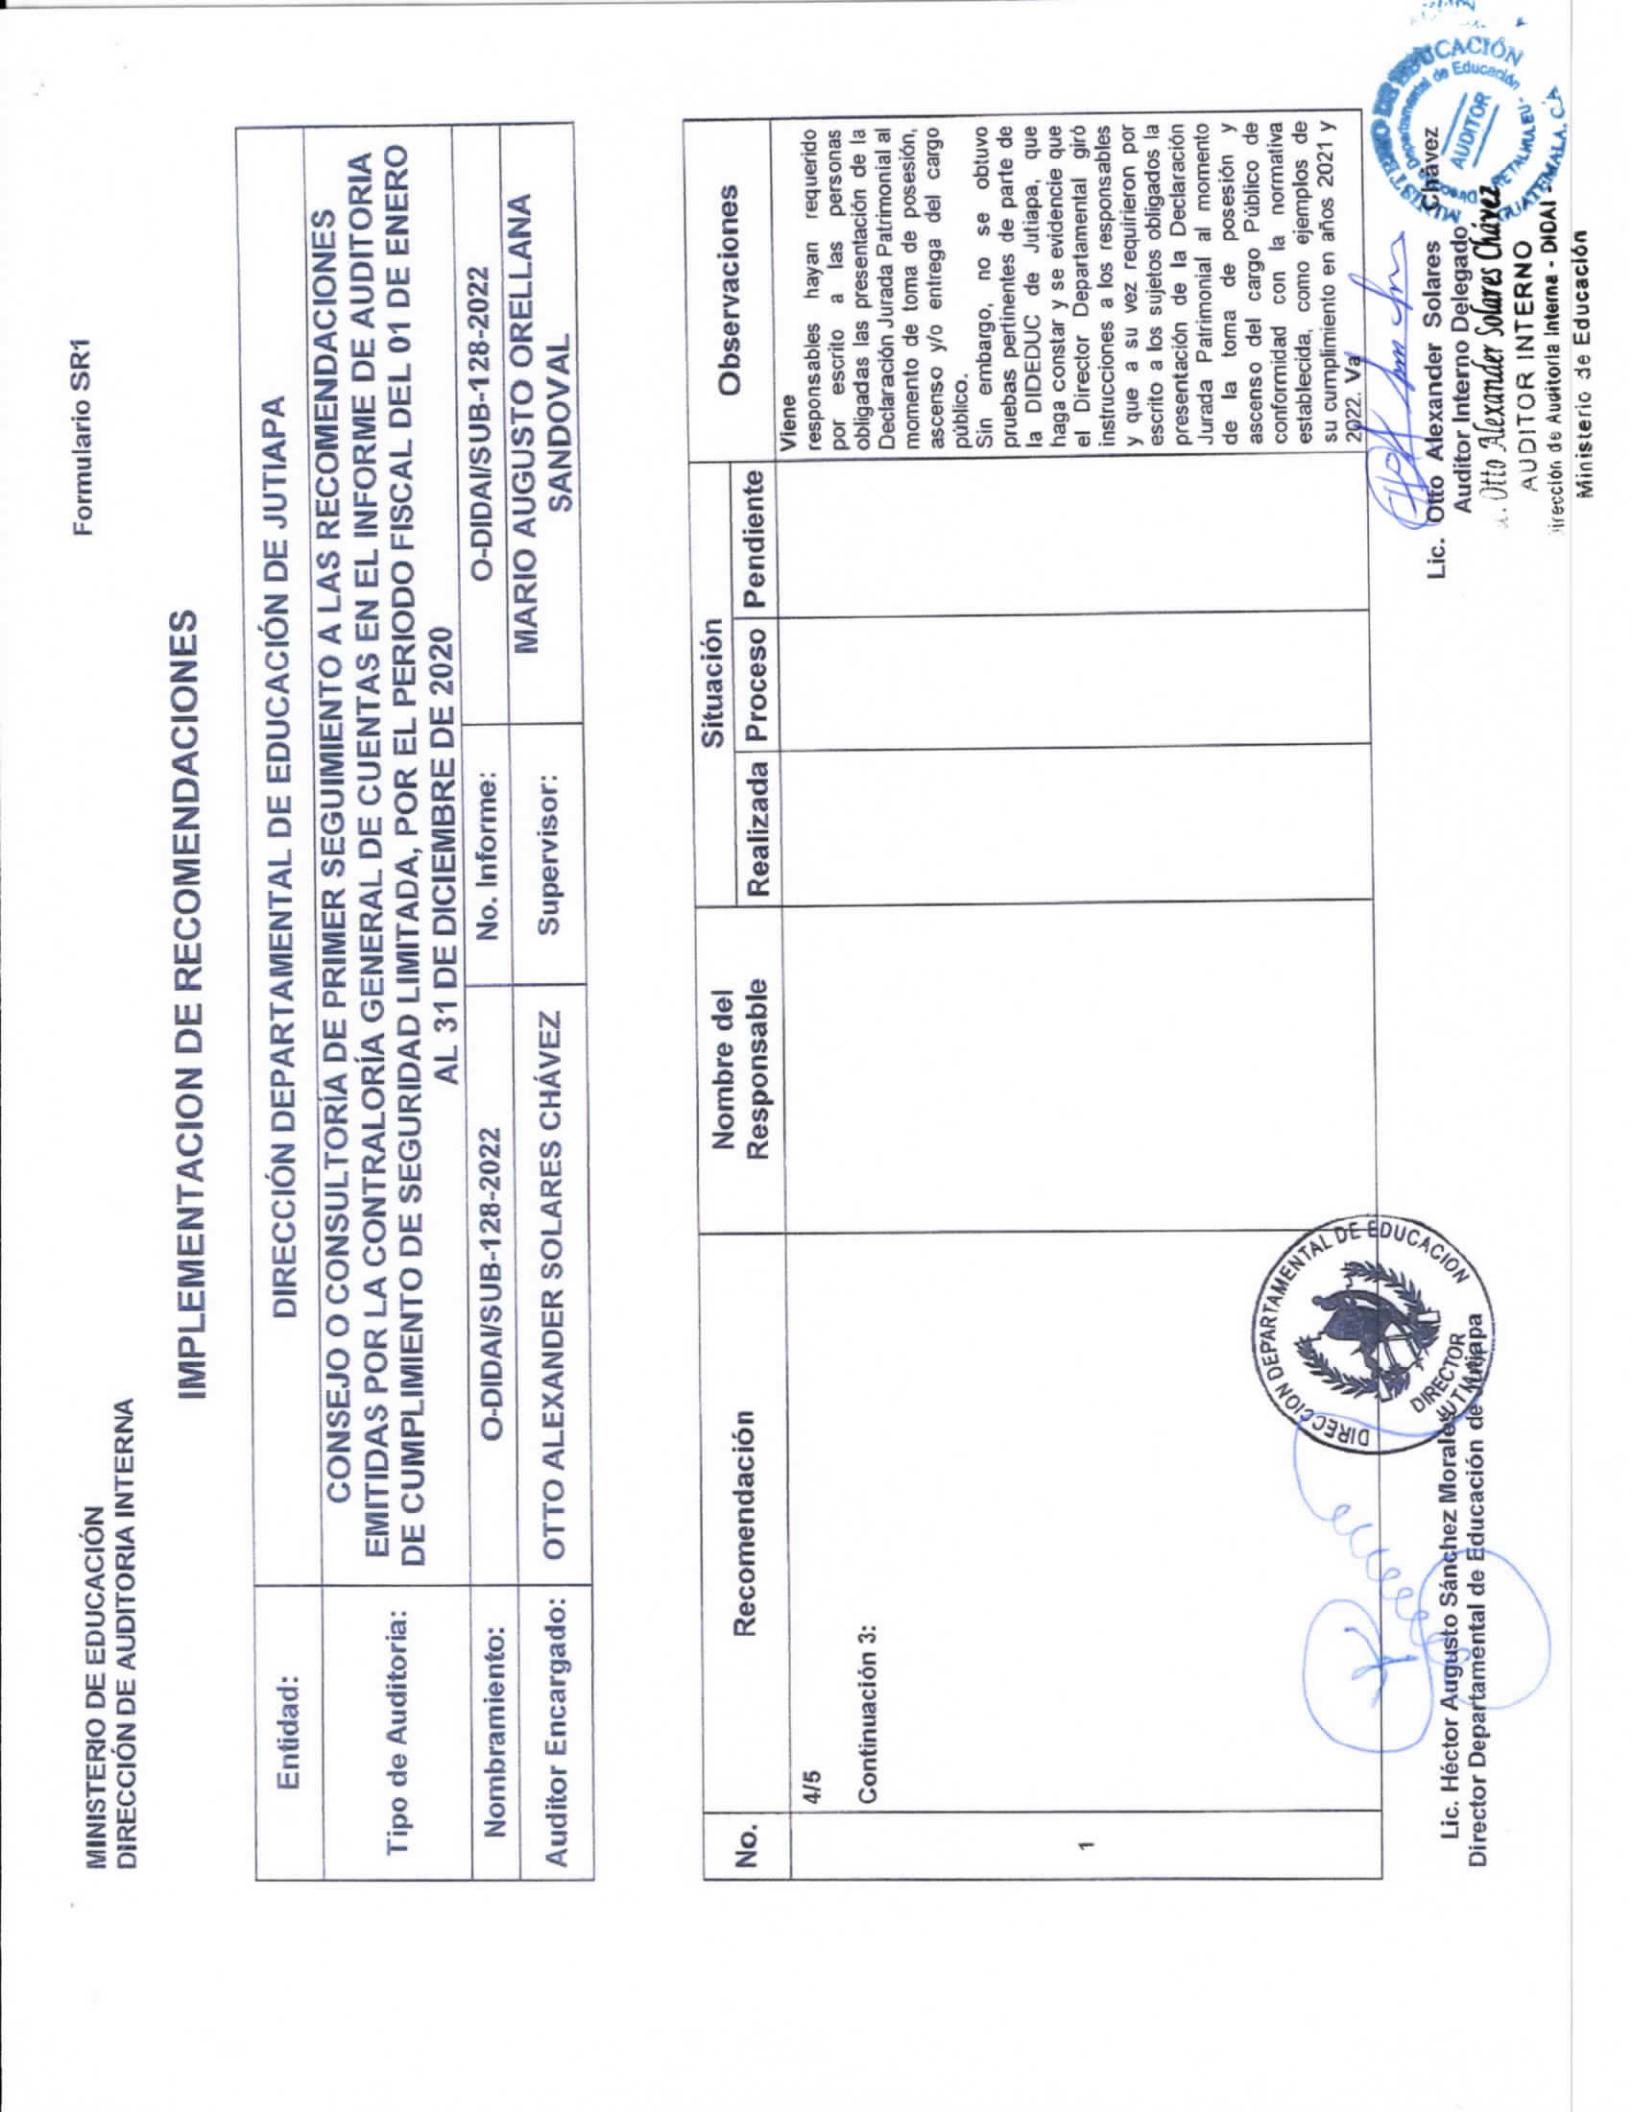 MINISTERIO DE EDUCACIÓN
DIRECCIÓN DE AUDITORIA INTERNA
Formulario SR1
IMPLEMENTACION DE RECOMENDACIONES
Entidad:
DIRECCIÓN DEPARTAMENTAL DE EDUCACIÓN DE JUTIAPA
Tipo de Auditoria:
CONSEJO O CONSULTORÍA DE PRIMER SEGUIMIENTO A LAS RECOMENDACIONES
EMITIDAS POR LA CONTRALORÍA GENERAL DE CUENTAS EN EL INFORME DE AUDITORIA
DE CUMPLIMIENTO DE SEGURIDAD LIMITADA, POR EL PERIODO FISCAL DEL 01 DE ENERO
AL 31 DE DICIEMBRE DE 2020
Nombramiento:
O-DIDAI/SUB-128-2022
No. Informe:
O-DIDAI/SUB-128-2022
Auditor Encargado:
OTTO ALEXANDER SOLARES CHÁVEZ
Supervisor:
MARIO AUGUSTO ORELLANA
SANDOVAL
No.
Recomendación
Nombre del
Responsable
Situación
Realizada
Proceso
Pendiente
Observaciones
1
4/5
Continuación 3:
Viene
responsables hayan requerido
por escrito a las personas
obligadas las presentación de la
Declaración Jurada Patrimonial al
momento de toma de posesión,
ascenso y/o entrega del cargo
público.
Sin embargo, no se obtuvo
pruebas pertinentes de parte de
la DIDEDUC de Jutiapa, que
haga constar y se evidencie que
el Director Departamental giró
instrucciones a los responsables
y que a su vez requirieron por
escrito a los sujetos obligados la
presentación de la Declaración
Jurada Patrimonial al momento
de la toma de posesión y
ascenso del cargo Público de
conformidad con la normativa
establecida, como ejemplos de
su cumplimiento en años 2021 y
2022. Va
Lic. Héctor Augusto Sánchez Morales
Director Departamental de Educación de Jutiapa
DIRECCION DEPARTAMENTAL DE EDUCACION
DIRECTOR
Lic. Otto Alexander Solares Chávez
Auditor Interno Delegado
Otto Alexander Solares Chávez
AUDITOR INTERNO
Dirección de Auditoria Interna - DIDAI -
Ministerio de Educación
MINISTERIO DE EDUCACIÓN
Departamental de Educación
AUDITOR
GUATEMALA, C.A.